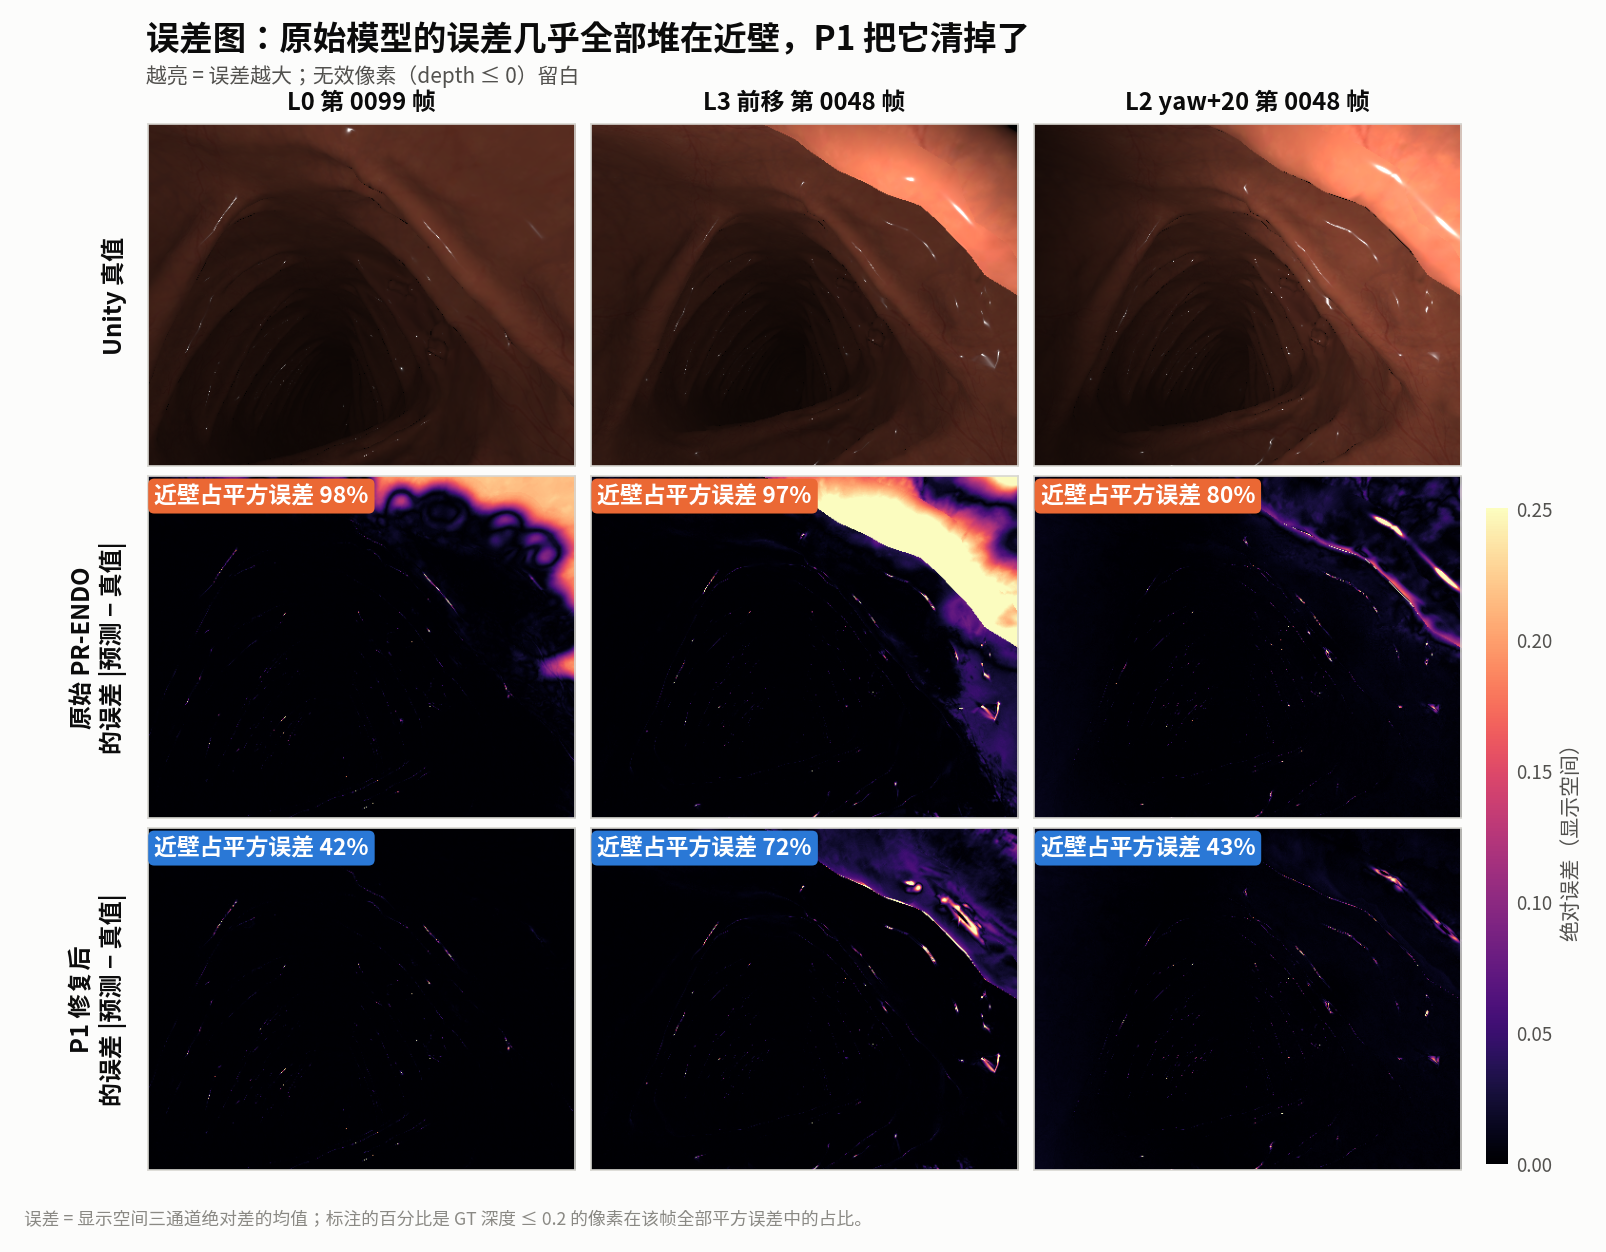 误差图：原始模型的误差几乎全部堆在近壁，P1 把它清掉了
越亮 = 误差越大；无效像素（depth ≤ 0）留白
L0 第 0099 帧
L3 前移 第 0048 帧
L2 yaw+20 第 0048 帧
Unity 真值
原始 PR-ENDO
的误差 |预测 − 真值|
近壁占平方误差 98%
近壁占平方误差 97%
近壁占平方误差 80%
P1 修复后
的误差 |预测 − 真值|
近壁占平方误差 42%
近壁占平方误差 72%
近壁占平方误差 43%
0.25
0.20
0.15
0.10
0.05
0.00
绝对误差（显示空间）
误差 = 显示空间三通道绝对差的均值；标注的百分比是 GT 深度 ≤ 0.2 的像素在该帧全部平方误差中的占比。